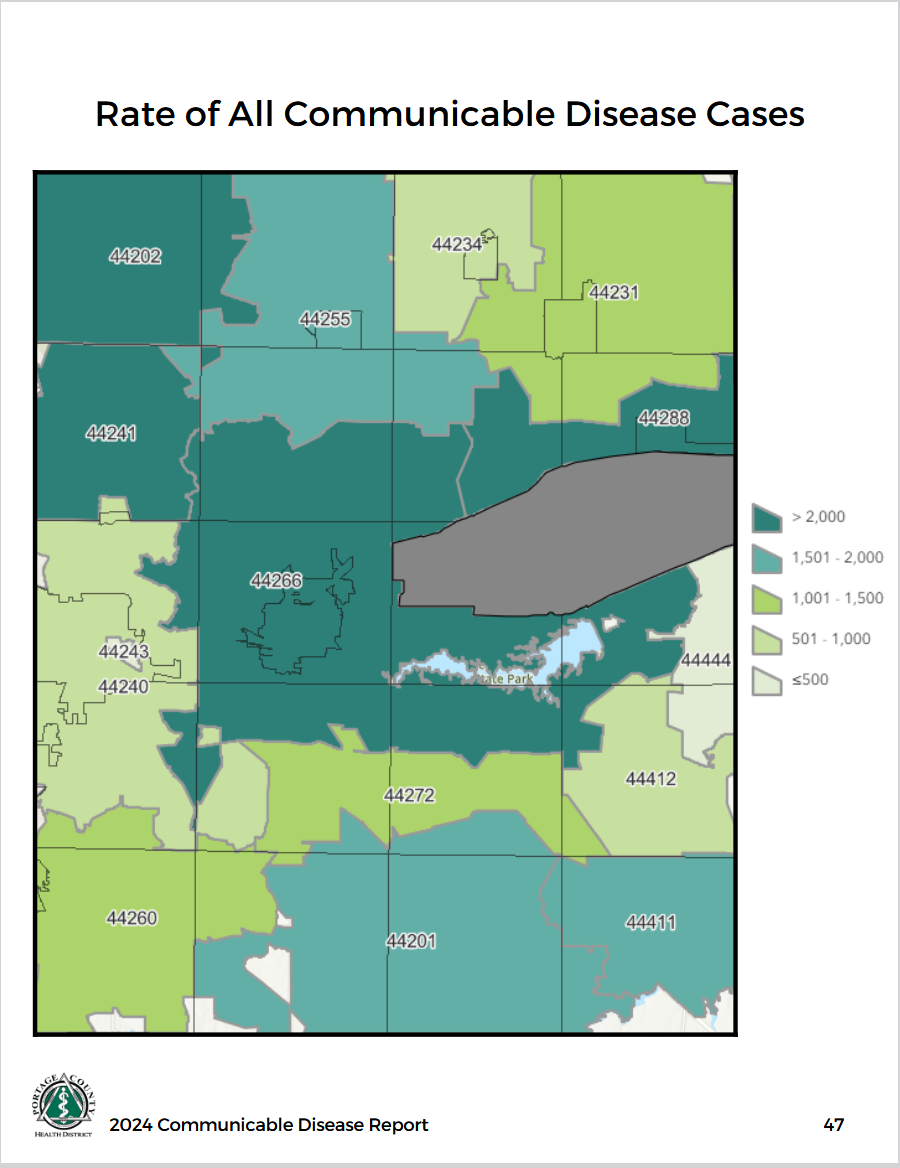 Rate of All Communicable Disease Cases
44202
44234
44231
44255
44241
44288
> 2,000
1,501 - 2,000
1,001 - 1,500
501 - 1,000
≤500
44266
44243
44240
44444
State Park
44412
44272
44260
44201
44411
PORTAGE COUNTY
HEALTH DISTRICT
2024 Communicable Disease Report
47